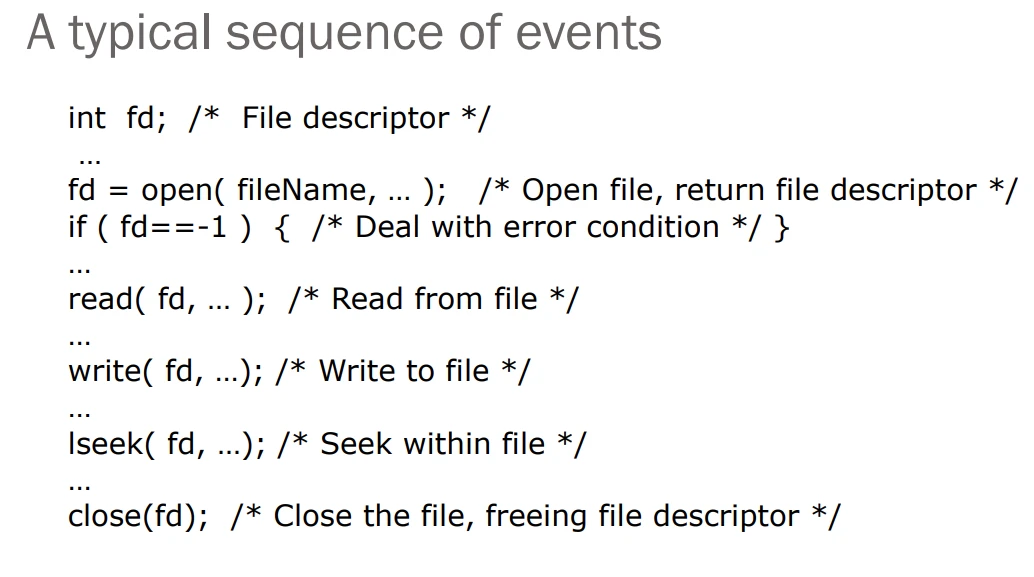 A typical sequence of events
int  fd;  /*  File descriptor */
…
fd = open( fileName, … );   /* Open file, return file descriptor */
if ( fd==-1 )  {  /* Deal with error condition */ }
…
read( fd, … );  /* Read from file */
…
write( fd, …); /* Write to file */
…
lseek( fd, …); /* Seek within file */
…
close(fd);  /* Close the file, freeing file descriptor */